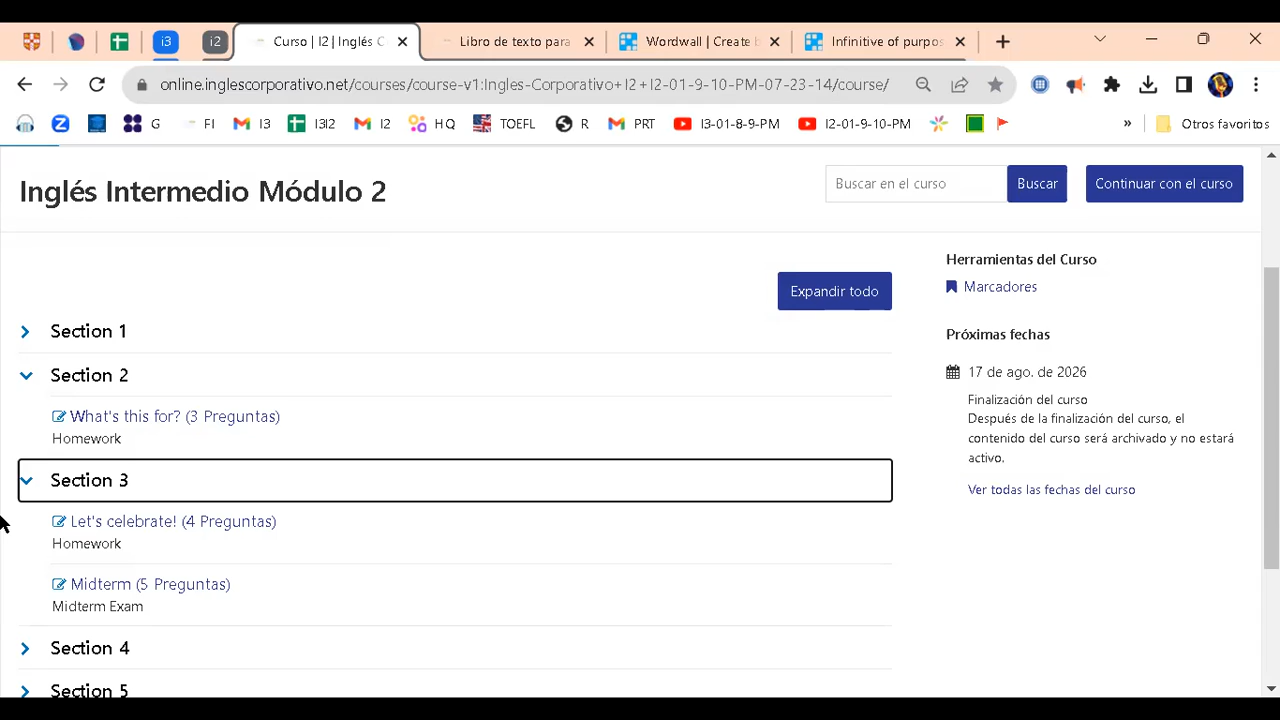 i3
i2
Curso | I2 | Inglés C
Libro de texto para
Wordwall | Create b
Infinitive of purpos
online.inglescorporativo.net/courses/course-v1:Ingles-Corporativo+I2+I2-01-9-10-PM-07-23-14/course/
G
FI
I3
I3I2
I2
HQ
TOEFL
R
PRT
I3-01-8-9-PM
I2-01-9-10-PM
»
Otros favoritos
Inglés Intermedio Módulo 2
Buscar en el curso
Buscar
Continuar con el curso
Expandir todo
Section 1
Section 2
What's this for? (3 Preguntas)
Homework
Section 3
Let's celebrate! (4 Preguntas)
Homework
Midterm (5 Preguntas)
Midterm Exam
Section 4
Section 5
Herramientas del Curso
Marcadores
Próximas fechas
17 de ago. de 2026
Finalización del curso
Después de la finalización del curso, el
contenido del curso será archivado y no estará
activo.
Ver todas las fechas del curso